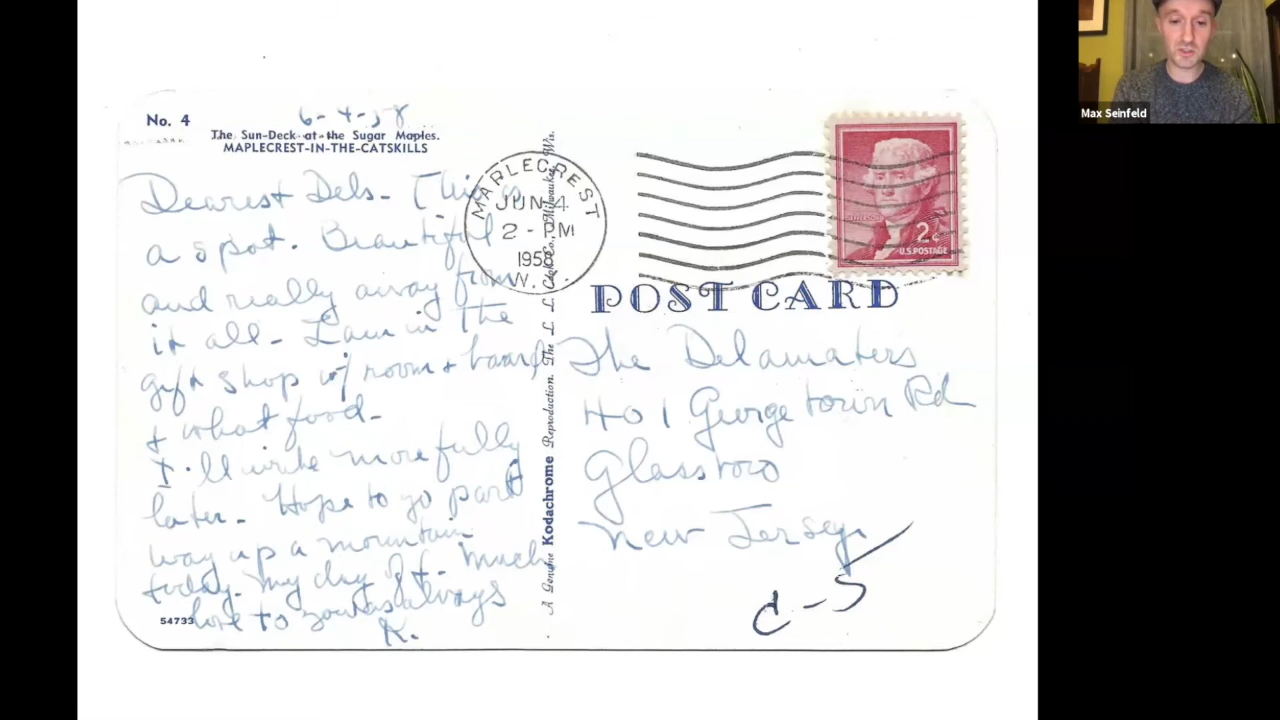 No. 4
6-4-58
The Sun-Deck at the Sugar Maples.
MAPLECREST-IN-THE-CATSKILLS
Dearest Dels- This is
a spot. Beautiful
and really away from
it all- I am in the
gift shop w/ room + board
+ what food-
I'll write more fully
later- Hope to go part
way up a mountain
today. My day off- Much
love to you as always
K.
54733
A Genuine Kodachrome Reproduction. The L. L. Cook Co., Milwaukee, Wis.
MAPLECREST
JUN 4
2 - PM
1958
N.
2¢
U.S. POSTAGE
POST CARD
The Delamaters
401 Georgetown Rd
Glassboro
New Jersey
C-5
Max Seinfeld